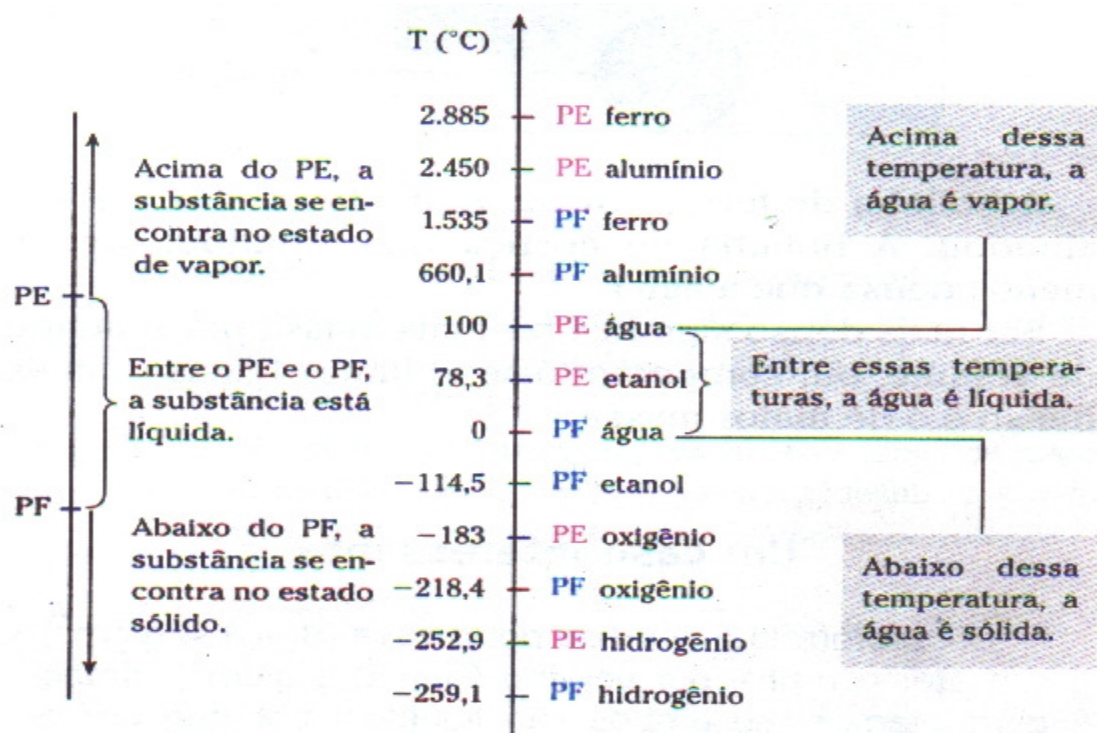 T (°C)
2.885 PE ferro
2.450 PE alumínio
1.535 PF ferro
660,1 PF alumínio
100 PE água
78,3 PE etanol
0 PF água
−114,5 PF etanol
−183 PE oxigênio
−218,4 PF oxigênio
−252,9 PE hidrogênio
−259,1 PF hidrogênio
Acima do PE, a
substância se en-
contra no estado
de vapor.
PE
Entre o PE e o PF,
a substância está
líquida.
PF
Abaixo do PF, a
substância se en-
contra no estado
sólido.
Acima dessa
temperatura, a
água é vapor.
Entre essas tempera-
turas, a água é líquida.
Abaixo dessa
temperatura, a
água é sólida.